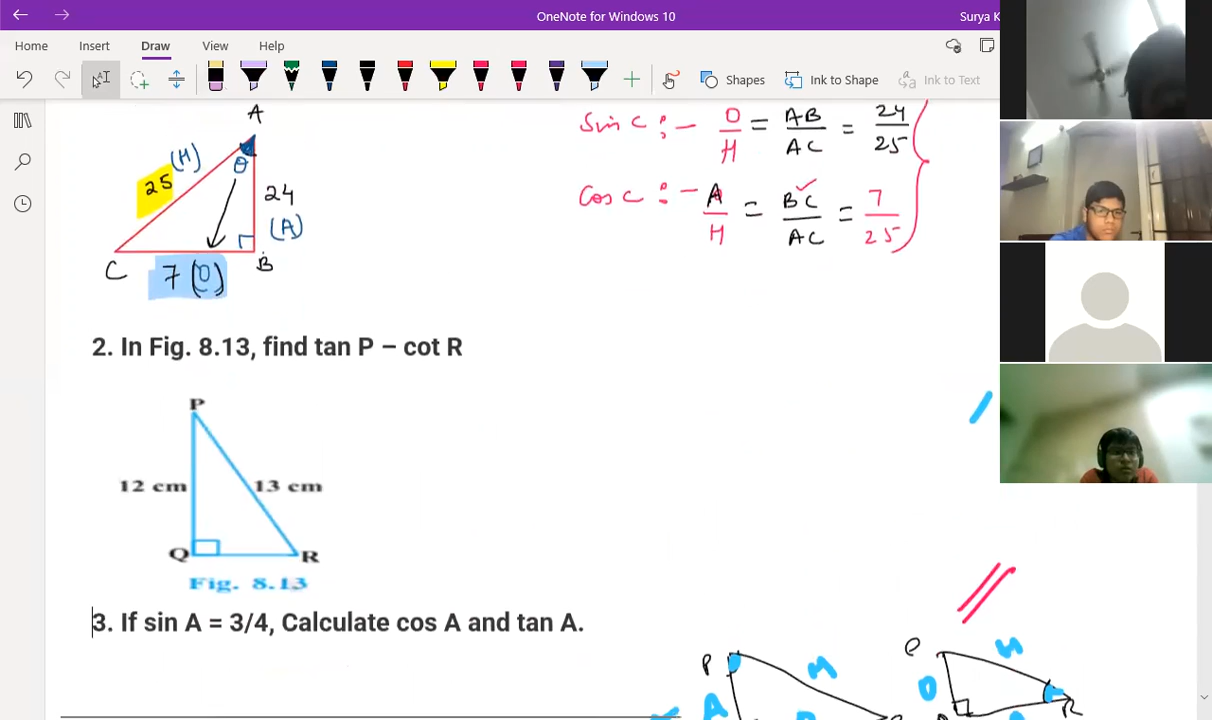 OneNote for Windows 10
Surya K
Home Insert Draw View Help
Shapes Ink to Shape Ink to Text
A
25 (H)
θ
24
(A)
C 7 (O) B
Sin C :- O/H = AB/AC = 24/25
Cos C :- A/H = BC/AC = 7/25
2. In Fig. 8.13, find tan P – cot R
P
12 cm 13 cm
Q R
Fig. 8.13
3. If sin A = 3/4, Calculate cos A and tan A.
P H
A
P H
O R